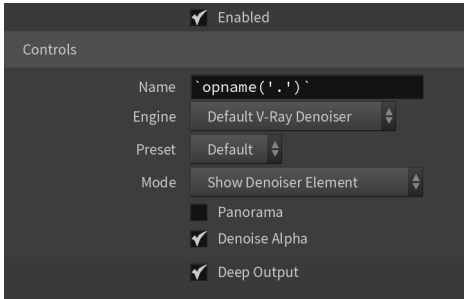 Enabled
Controls
Name `opname('.')`
Engine Default V-Ray Denoiser
Preset Default
Mode Show Denoiser Element
Panorama
Denoise Alpha
Deep Output